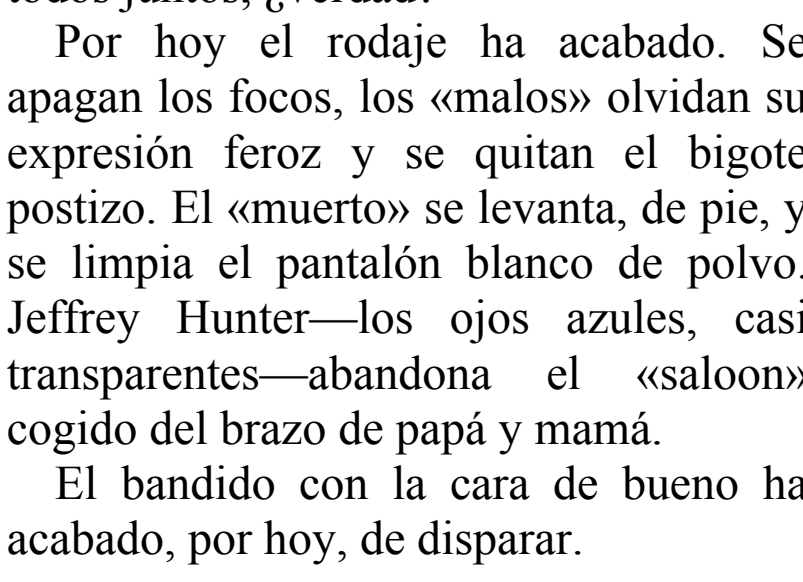 todos juntos, ¿verdad?
Por hoy el rodaje ha acabado. Se
apagan los focos, los «malos» olvidan su
expresión feroz y se quitan el bigote
postizo. El «muerto» se levanta, de pie, y
se limpia el pantalón blanco de polvo.
Jeffrey Hunter—los ojos azules, casi
transparentes—abandona el «saloon»
cogido del brazo de papá y mamá.
El bandido con la cara de bueno ha
acabado, por hoy, de disparar.